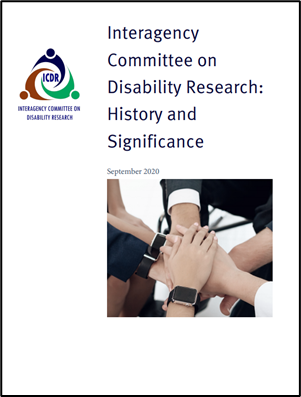 Interagency
Committee on
Disability Research:
History and
Significance
ICDR
INTERAGENCY COMMITTEE ON
DISABILITY RESEARCH
September 2020